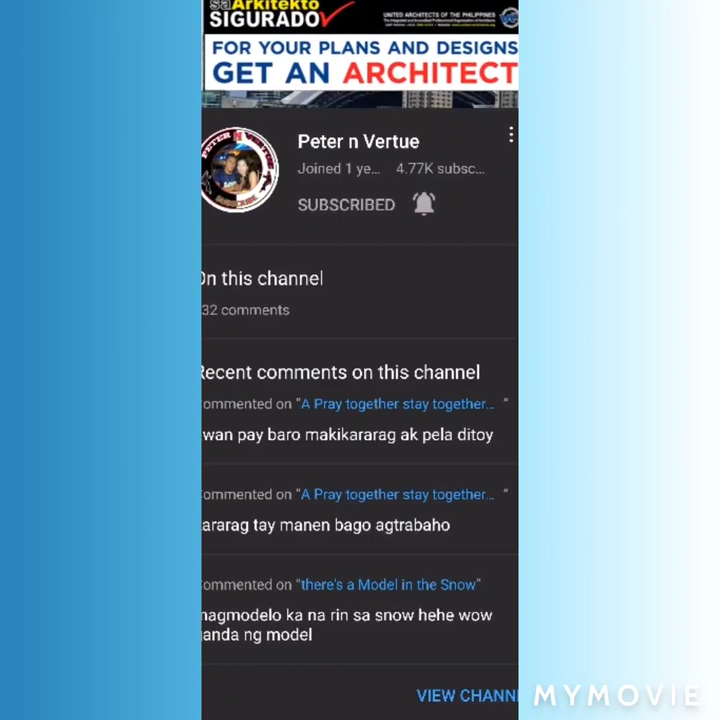 saArkitekto
SIGURADO
UNITED ARCHITECTS OF THE PHILIPPINES
FOR YOUR PLANS AND DESIGNS
GET AN ARCHITECT
PETER N VERTUE
SUBSCRIBE
Peter n Vertue
Joined 1 ye... 4.77K subsc...
SUBSCRIBED
On this channel
32 comments
Recent comments on this channel
ommented on "A Pray together stay together... "
wan pay baro makikararag ak pela ditoy
ommented on "A Pray together stay together... "
ararag tay manen bago agtrabaho
ommented on "there's a Model in the Snow"
nagmodelo ka na rin sa snow hehe wow
anda ng model
VIEW CHANN
MYMOVIE